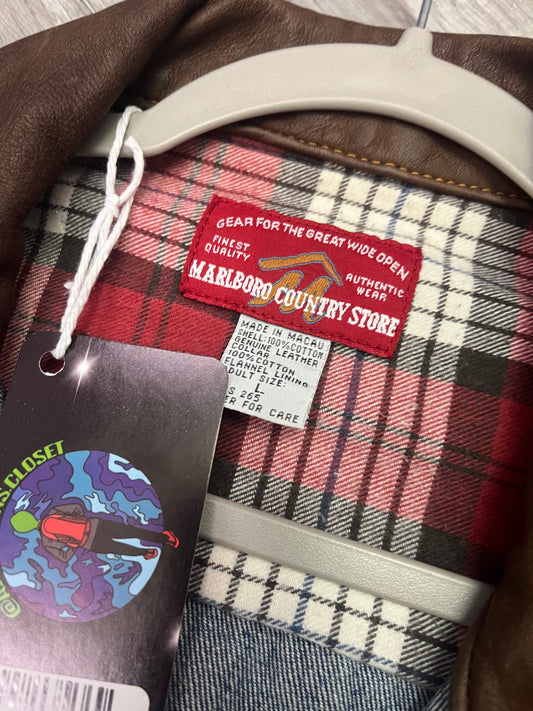 GEAR FOR THE GREAT WIDE OPEN
FINEST
QUALITY
AUTHENTIC
WEAR
MARLBORO COUNTRY STORE
MADE IN MACAU
SHELL:100%COTTON
GENUINE LEATHER
COLLAR
100%COTTON
FLANNEL LINING
ADULT SIZE:
L
265
FOR CARE
CLOSET